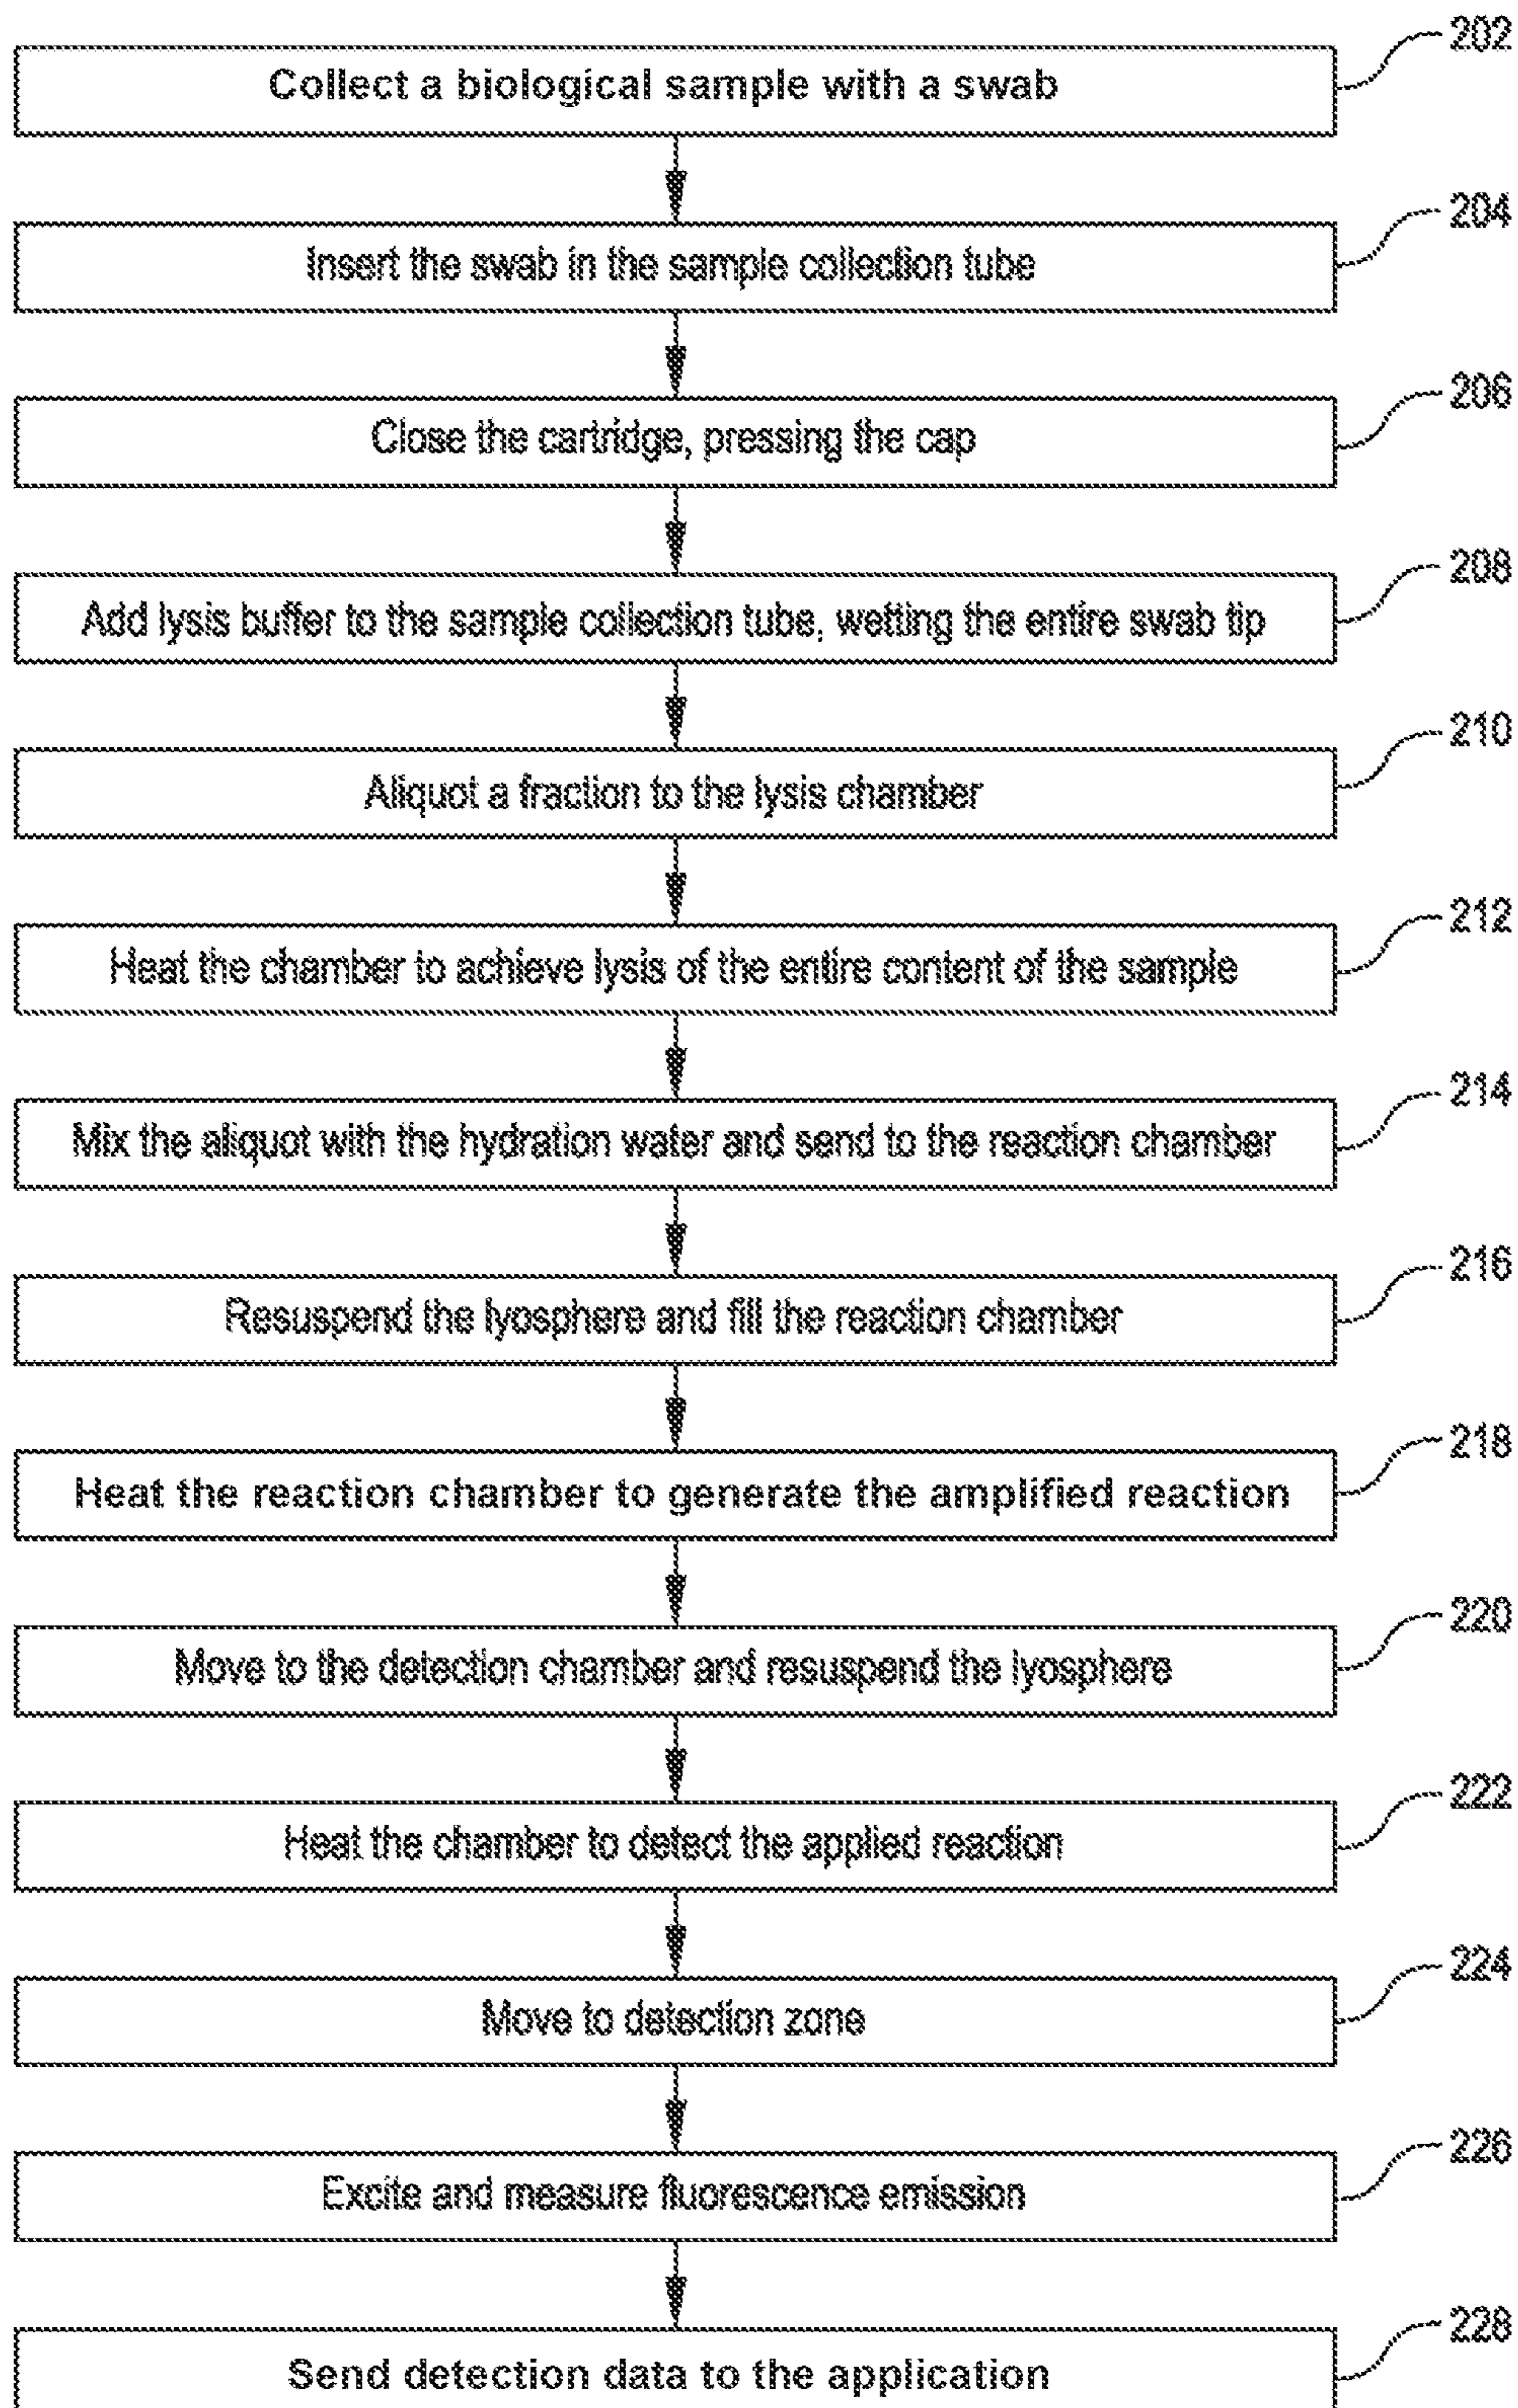 202
Collect a biological sample with a swab
204
Insert the swab in the sample collection tube
206
Close the cartridge, pressing the cap
208
Add lysis buffer to the sample collection tube, wetting the entire swab tip
210
Aliquot a fraction to the lysis chamber
212
Heat the chamber to achieve lysis of the entire content of the sample
214
Mix the aliquot with the hydration water and send to the reaction chamber
216
Resuspend the lyosphere and fill the reaction chamber
218
Heat the reaction chamber to generate the amplified reaction
220
Move to the detection chamber and resuspend the lyosphere
222
Heat the chamber to detect the applied reaction
224
Move to detection zone
226
Excite and measure fluorescence emission
228
Send detection data to the application